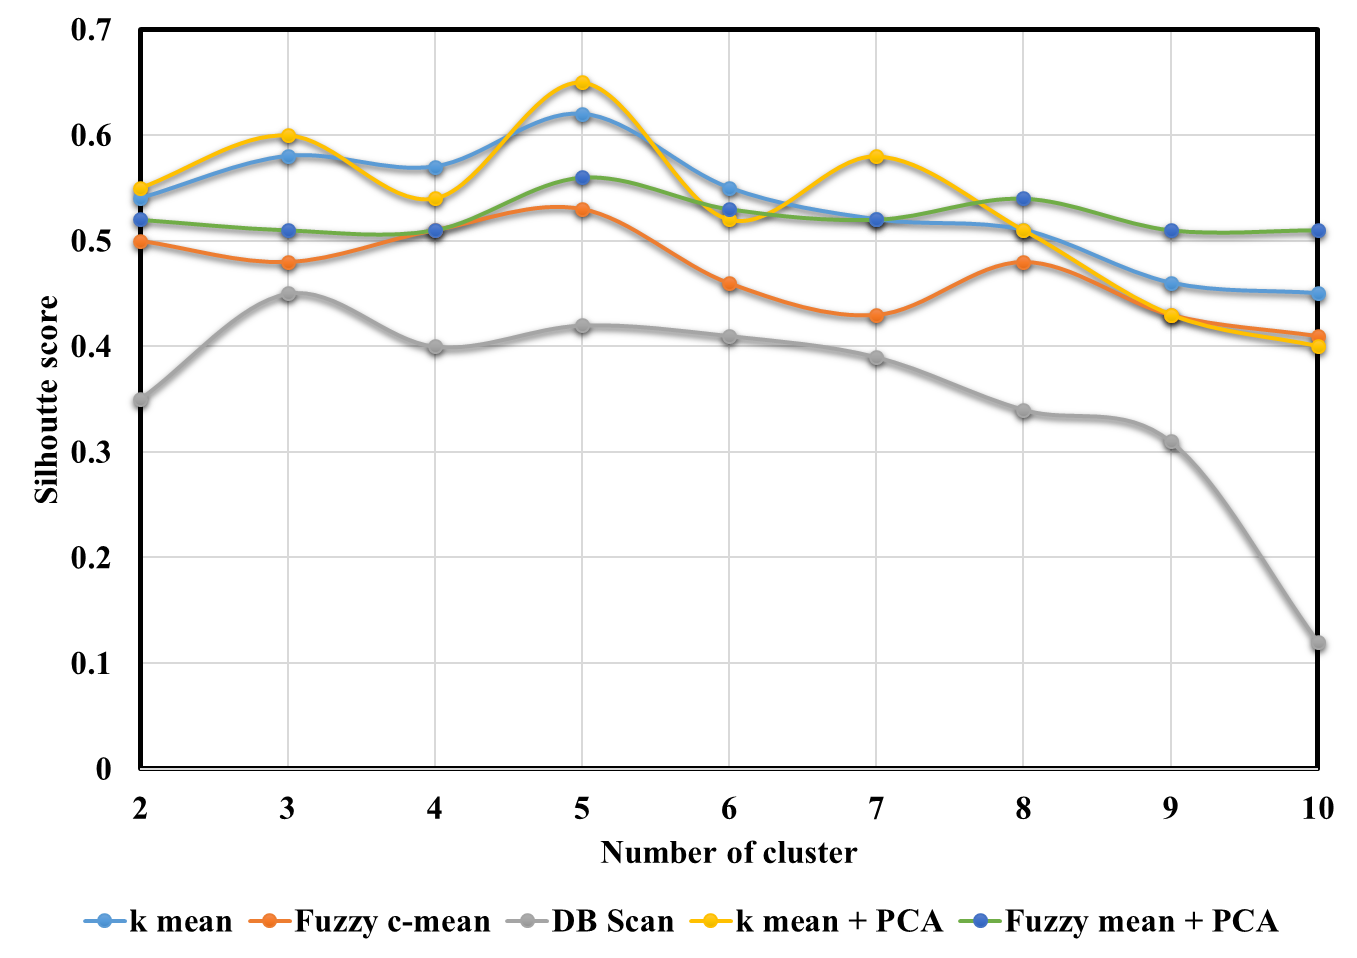 0.7
0.6
0.5
0.4
0.3
0.2
0.1
0
Silhoutte score
2 3 4 5 6 7 8 9 10
Number of cluster
k mean Fuzzy c-mean DB Scan k mean + PCA Fuzzy mean + PCA